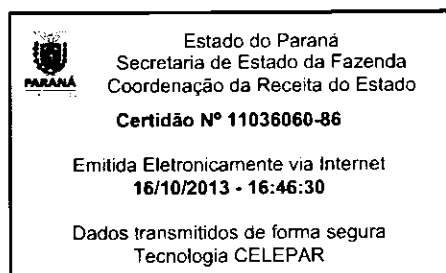 Estado do Paraná
Secretaria de Estado da Fazenda
PARANÁ Coordenação da Receita do Estado
Certidão Nº 11036060-86
Emitida Eletronicamente via Internet
16/10/2013 - 16:46:30
Dados transmitidos de forma segura
Tecnologia CELEPAR